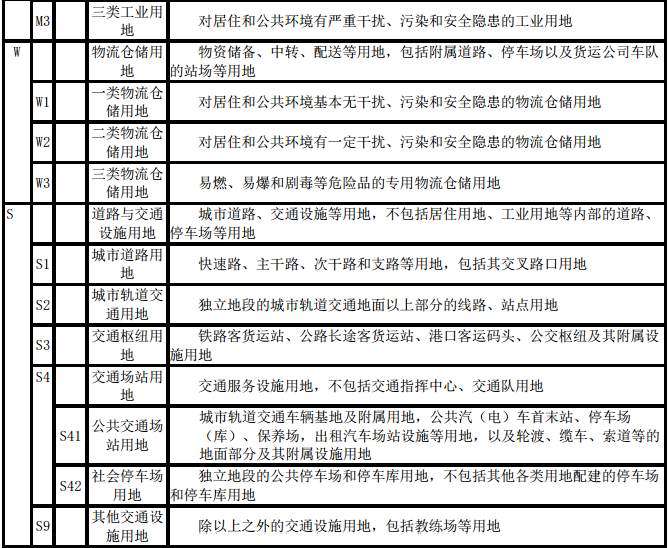 M3 三类工业用地 对居住和公共环境有严重干扰、污染和安全隐患的工业用地
W 物流仓储用地 物资储备、中转、配送等用地，包括附属道路、停车场以及货运公司车队的站场等用地
W1 一类物流仓储用地 对居住和公共环境基本无干扰、污染和安全隐患的物流仓储用地
W2 二类物流仓储用地 对居住和公共环境有一定干扰、污染和安全隐患的物流仓储用地
W3 三类物流仓储用地 易燃、易爆和剧毒等危险品的专用物流仓储用地
S 道路与交通设施用地 城市道路、交通设施等用地，不包括居住用地、工业用地等内部的道路、停车场等用地
S1 城市道路用地 快速路、主干路、次干路和支路等用地，包括其交叉路口用地
S2 城市轨道交通用地 独立地段的城市轨道交通地面以上部分的线路、站点用地
S3 交通枢纽用地 铁路客货运站、公路长途客货运站、港口客运码头、公交枢纽及其附属设施用地
S4 交通场站用地 交通服务设施用地，不包括交通指挥中心、交通队用地
S41 公共交通场站用地 城市轨道交通车辆基地及附属用地，公共汽（电）车首末站、停车场（库）、保养场，出租汽车场站设施等用地，以及轮渡、缆车、索道等的地面部分及其附属设施用地
S42 社会停车场用地 独立地段的公共停车场和停车库用地，不包括其他各类用地配建的停车场和停车库用地
S9 其他交通设施用地 除以上之外的交通设施用地，包括教练场等用地